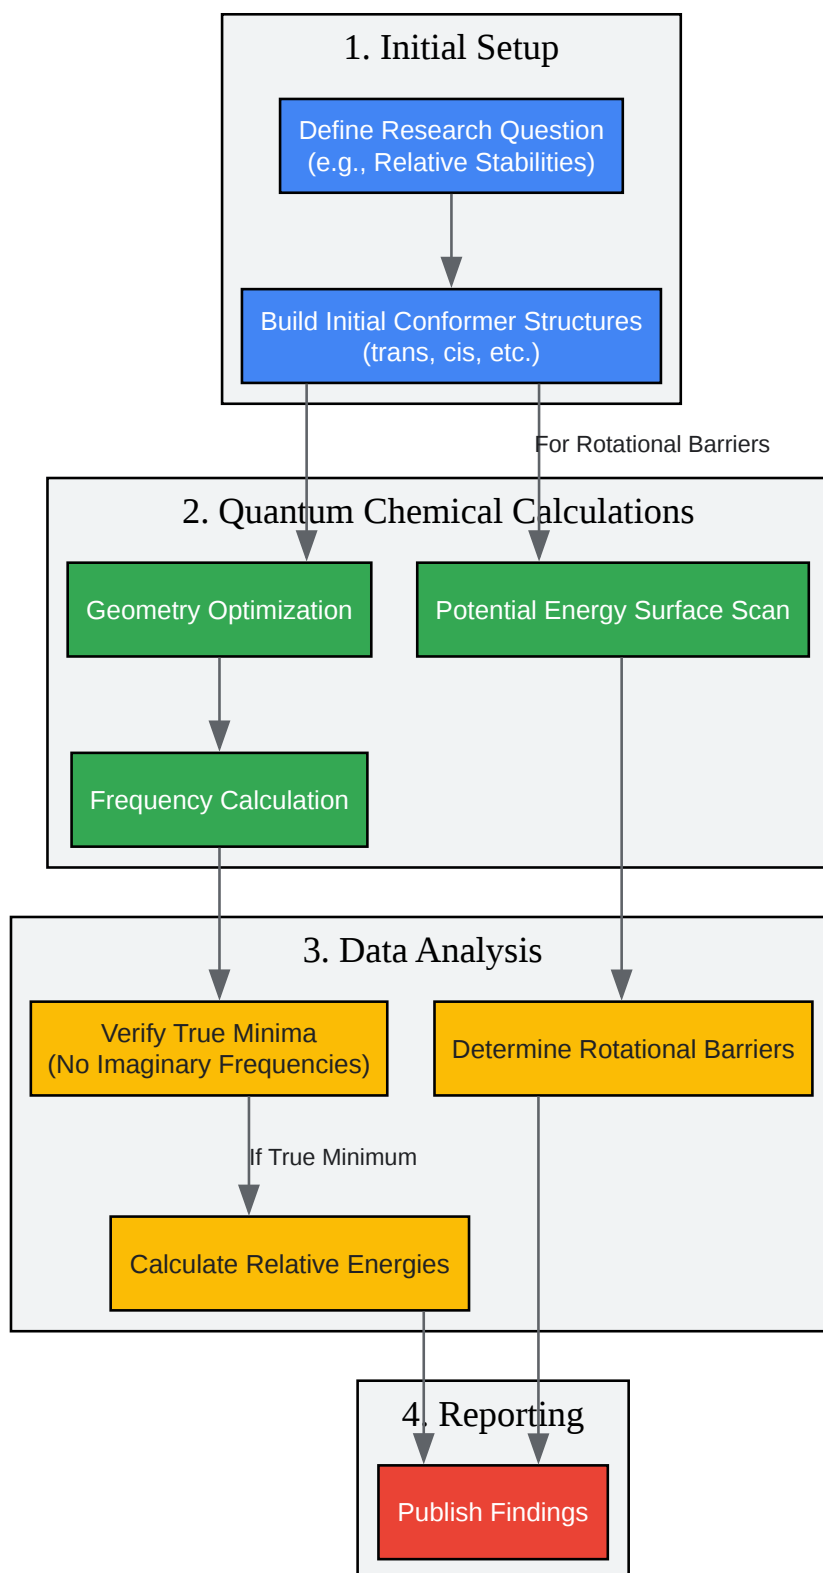 1. Initial Setup
Define Research Question
(e.g., Relative Stabilities)
Build Initial Conformer Structures
(trans, cis, etc.)
For Rotational Barriers
2. Quantum Chemical Calculations
Geometry Optimization
Potential Energy Surface Scan
Frequency Calculation
3. Data Analysis
Verify True Minima
(No Imaginary Frequencies)
Determine Rotational Barriers
If True Minimum
Calculate Relative Energies
4. Reporting
Publish Findings